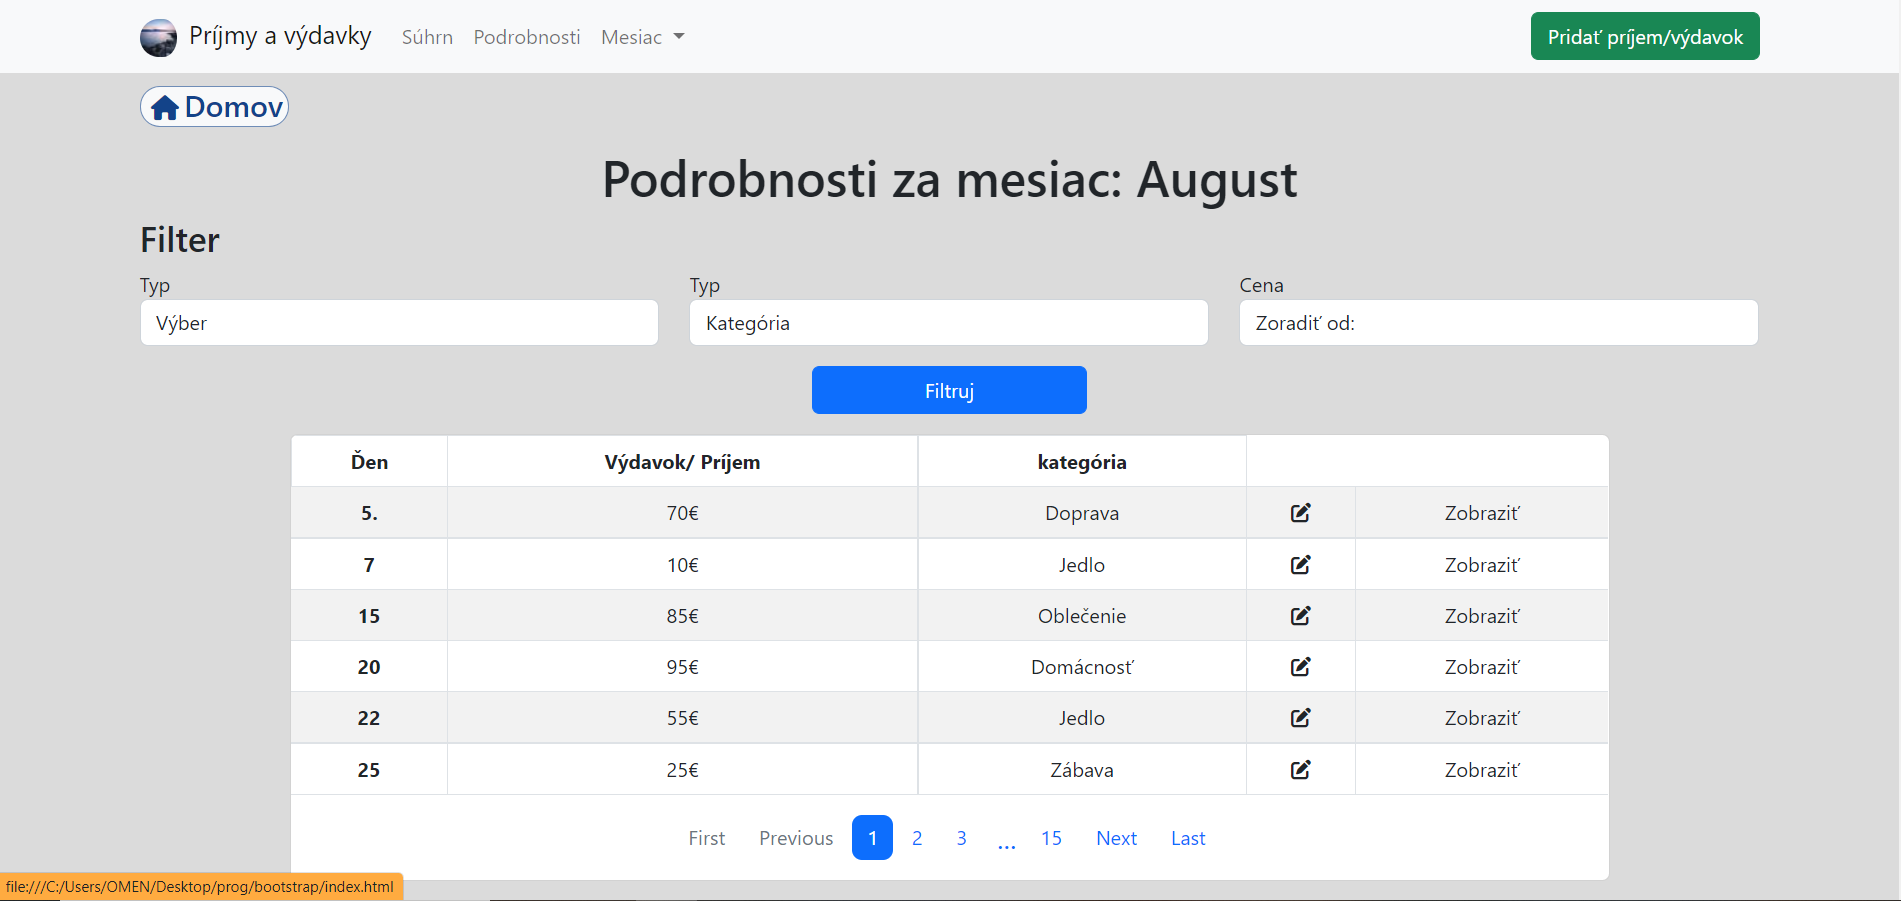 Príjmy a výdavky Súhrn Podrobnosti Mesiac Pridať príjem/výdavok
Domov
Podrobnosti za mesiac: August
Filter
Typ Typ Cena
Výber Kategória Zoradiť od:
Filtruj
Ďen Výdavok/ Príjem kategória
5. 70€ Doprava Zobraziť
7 10€ Jedlo Zobraziť
15 85€ Oblečenie Zobraziť
20 95€ Domácnosť Zobraziť
22 55€ Jedlo Zobraziť
25 25€ Zábava Zobraziť
First Previous 1 2 3 ... 15 Next Last
file:///C:/Users/OMEN/Desktop/prog/bootstrap/index.html